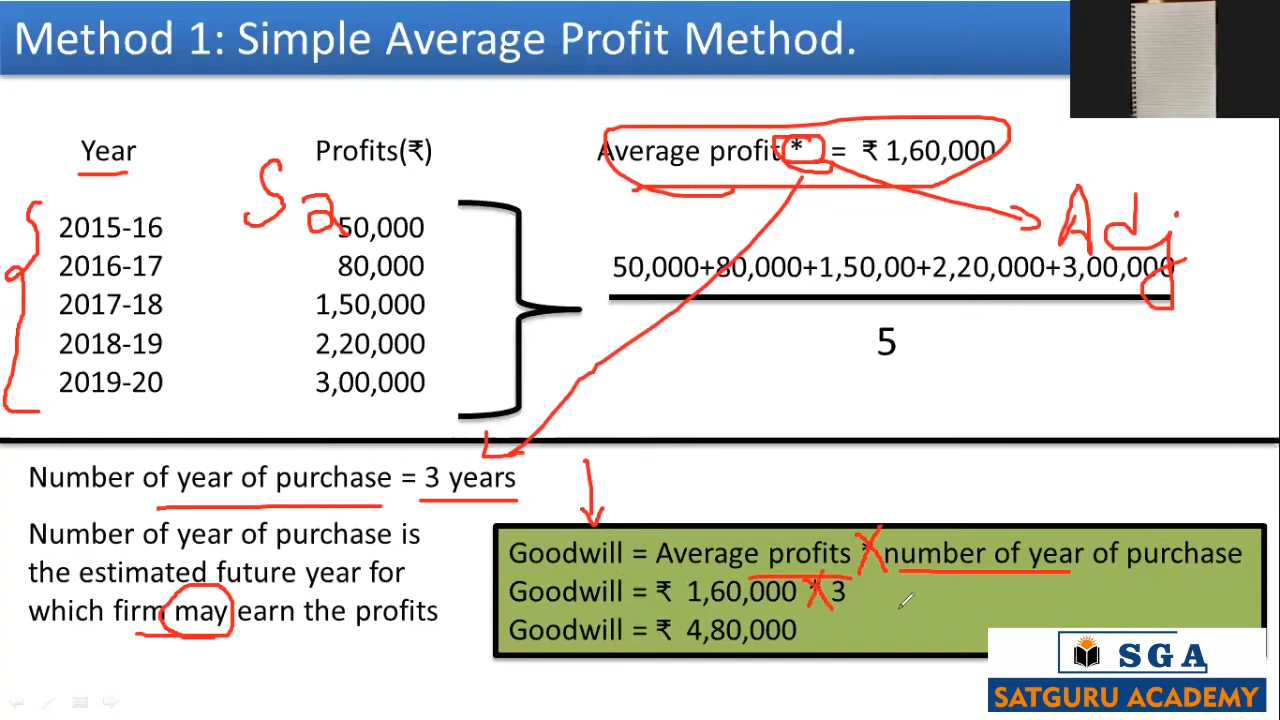 Method 1: Simple Average Profit Method.
Year Profits(₹)
2015-16 50,000
2016-17 80,000
2017-18 1,50,000
2018-19 2,20,000
2019-20 3,00,000
Sa
Average profit * = ₹ 1,60,000
Adj
50,000+80,000+1,50,00+2,20,000+3,00,000
5
Number of year of purchase = 3 years
Number of year of purchase is
the estimated future year for
which firm may earn the profits
Goodwill = Average profits * number of year of purchase
Goodwill = ₹ 1,60,000 * 3
Goodwill = ₹ 4,80,000
SGA
SATGURU ACADEMY